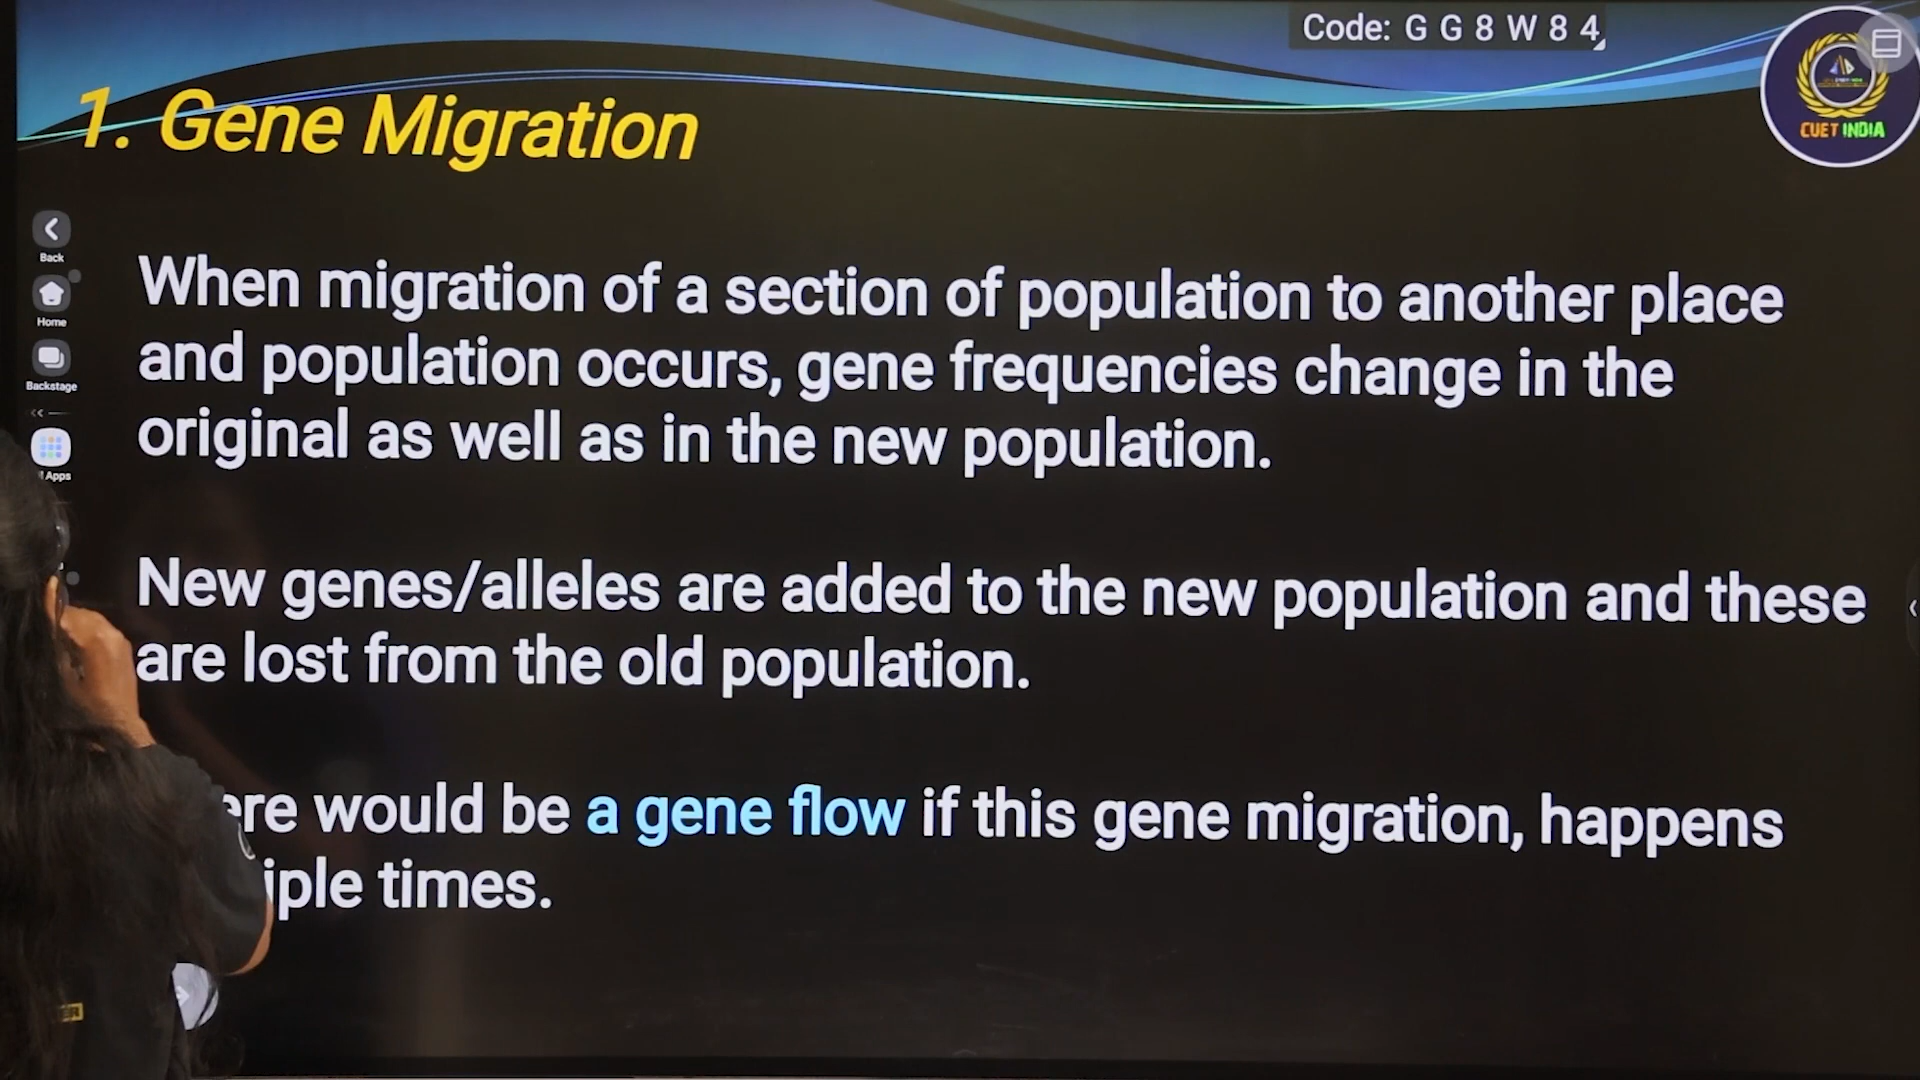 Code: G G 8 W 8 4
CUET INDIA
1. Gene Migration
Back
Home
Backstage
Apps
When migration of a section of population to another place
and population occurs, gene frequencies change in the
original as well as in the new population.
New genes/alleles are added to the new population and these
are lost from the old population.
ere would be a gene flow if this gene migration, happens
iple times.